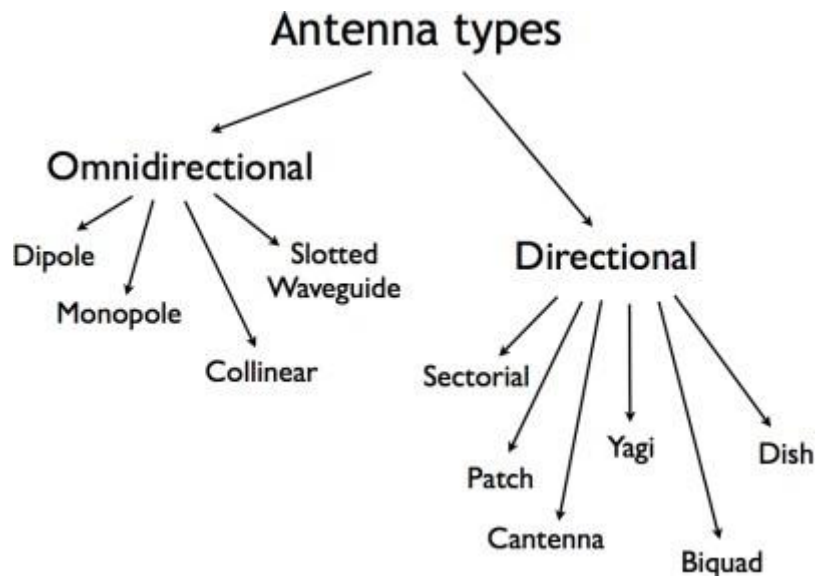 Antenna types
Omnidirectional
Dipole
Monopole
Collinear
Slotted
Waveguide
Directional
Sectorial
Patch
Cantenna
Yagi
Biquad
Dish